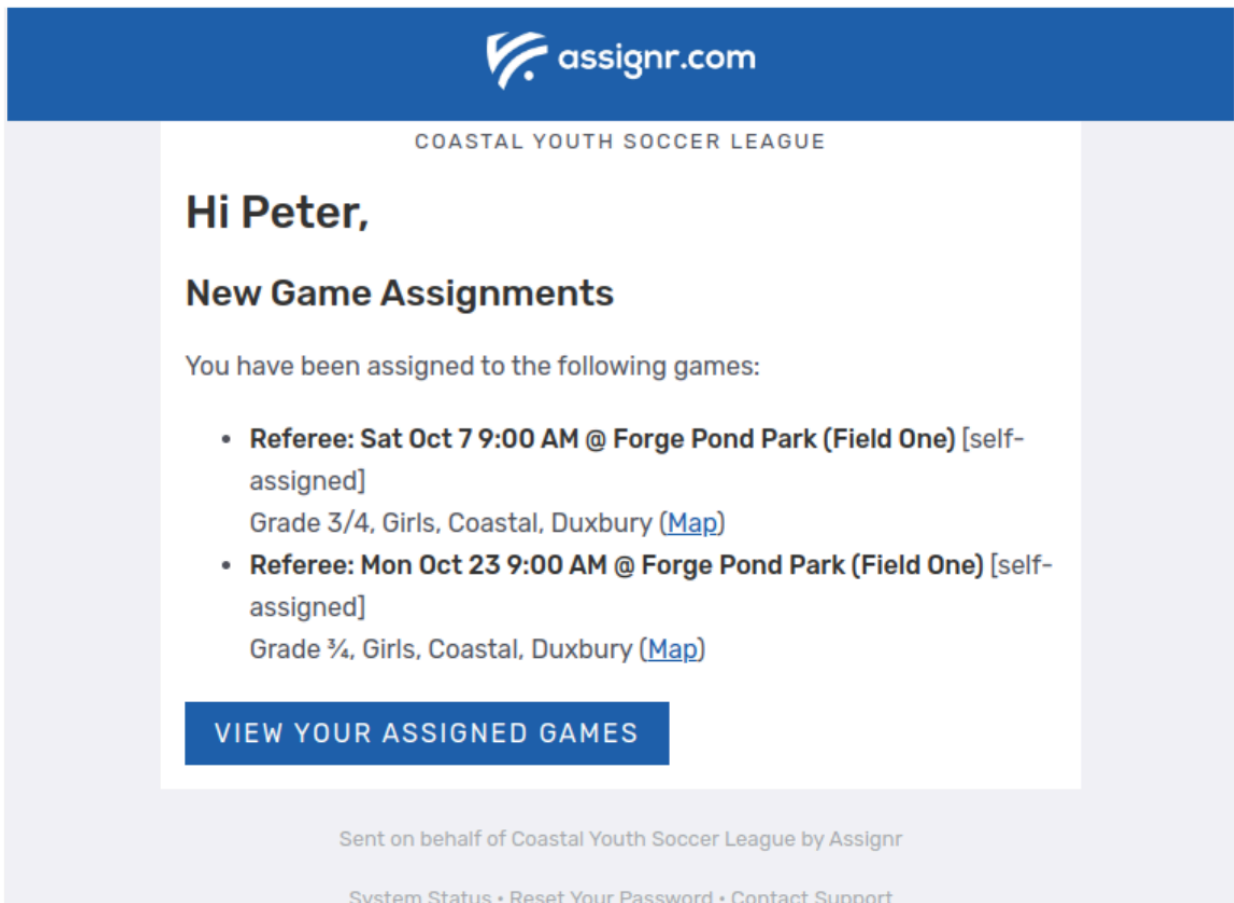 assignr.com
COASTAL YOUTH SOCCER LEAGUE
Hi Peter,
New Game Assignments
You have been assigned to the following games:
• Referee: Sat Oct 7 9:00 AM @ Forge Pond Park (Field One) [self-
assigned]
Grade 3/4, Girls, Coastal, Duxbury (Map)
• Referee: Mon Oct 23 9:00 AM @ Forge Pond Park (Field One) [self-
assigned]
Grade ¾, Girls, Coastal, Duxbury (Map)
VIEW YOUR ASSIGNED GAMES
Sent on behalf of Coastal Youth Soccer League by Assignr
System Status • Reset Your Password • Contact Support